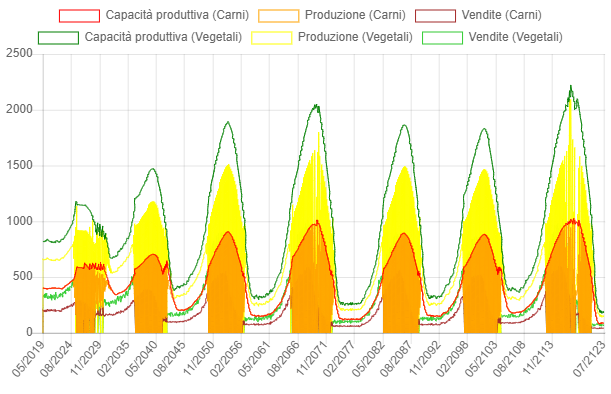 Capacità produttiva (Carni) Produzione (Carni) Vendite (Carni)
Capacità produttiva (Vegetali) Produzione (Vegetali) Vendite (Vegetali)
2500
2000
1500
1000
500
0
05/2019 08/2024 11/2029 02/2035 05/2040 08/2045 11/2050 02/2056 05/2061 08/2066 11/2071 02/2077 05/2082 08/2087 11/2092 02/2098 05/2103 08/2108 11/2113 07/2123